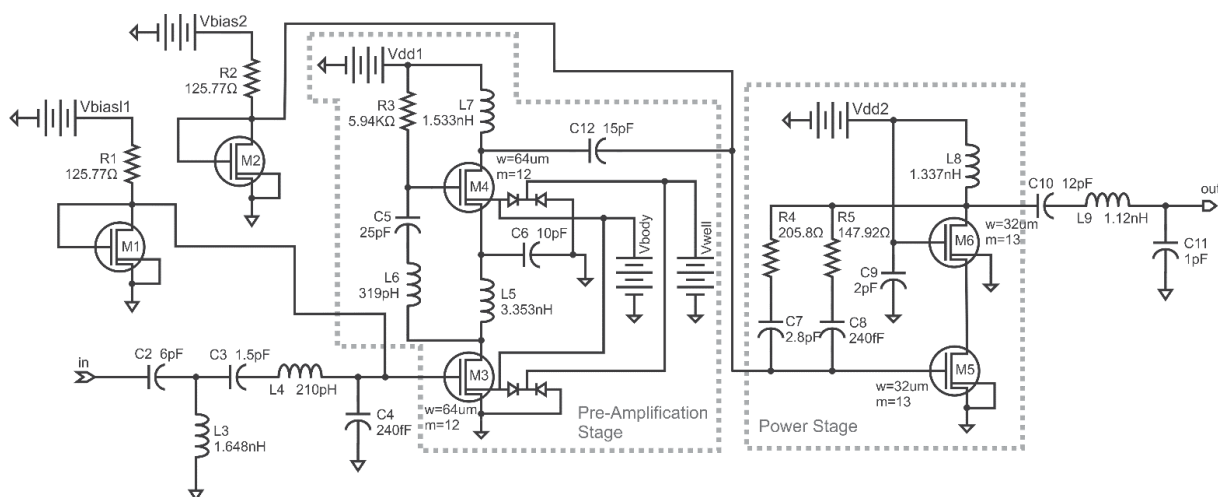 Vbias2
R2
125.77Ω
M2
Vbiasl1
R1
125.77Ω
M1
Vdd1
R3
5.94KΩ
L7
1.533nH
C12 15pF
w=64um
m=12
M4
C5
25pF
C6 10pF
L6
319pH
L5
3.353nH
Vbody
Vwell
in
C2 6pF
C3 1.5pF
L4 210pH
L3
1.648nH
C4
240fF
M3
w=64um
m=12
Pre-Amplification
Stage
Vdd2
L8
1.337nH
R4
205.8Ω
R5
147.92Ω
w=32um
m=13
M6
C9
2pF
C7
2.8pF
C8
240fF
M5
w=32um
m=13
Power Stage
C10 12pF
L9 1.12nH
out
C11
1pF